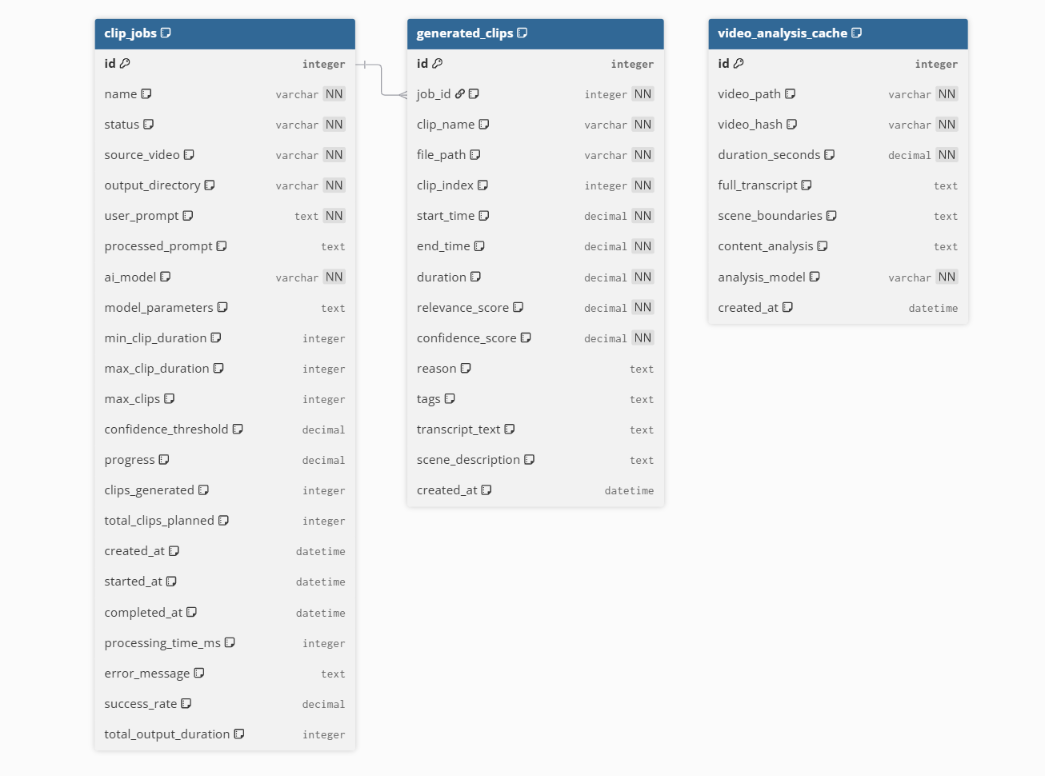 clip_jobs
id integer
name varchar NN
status varchar NN
source_video varchar NN
output_directory varchar NN
user_prompt text NN
processed_prompt text
ai_model varchar NN
model_parameters text
min_clip_duration integer
max_clip_duration integer
max_clips integer
confidence_threshold decimal
progress decimal
clips_generated integer
total_clips_planned integer
created_at datetime
started_at datetime
completed_at datetime
processing_time_ms integer
error_message text
success_rate decimal
total_output_duration integer
generated_clips
id integer
job_id integer NN
clip_name varchar NN
file_path varchar NN
clip_index integer NN
start_time decimal NN
end_time decimal NN
duration decimal NN
relevance_score decimal NN
confidence_score decimal NN
reason text
tags text
transcript_text text
scene_description text
created_at datetime
video_analysis_cache
id integer
video_path varchar NN
video_hash varchar NN
duration_seconds decimal NN
full_transcript text
scene_boundaries text
content_analysis text
analysis_model varchar NN
created_at datetime